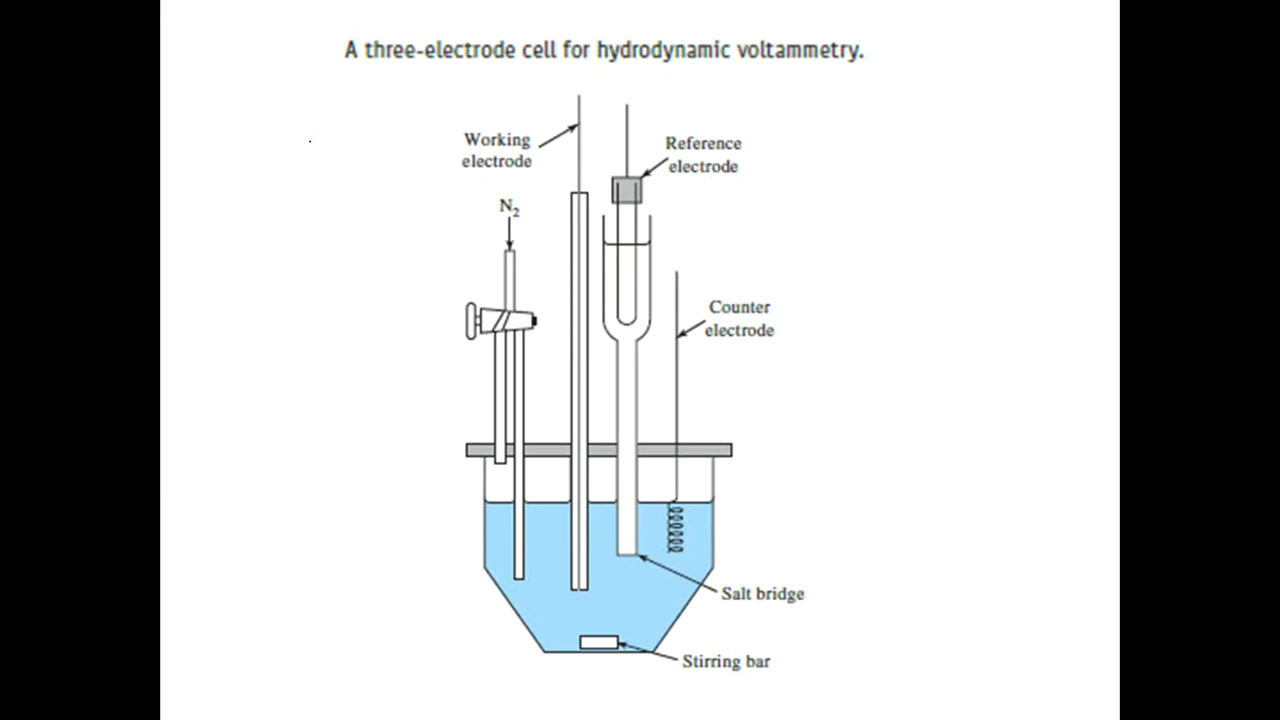 A three-electrode cell for hydrodynamic voltammetry.
Working
electrode
Reference
electrode
N₂
Counter
electrode
Salt bridge
Stirring bar